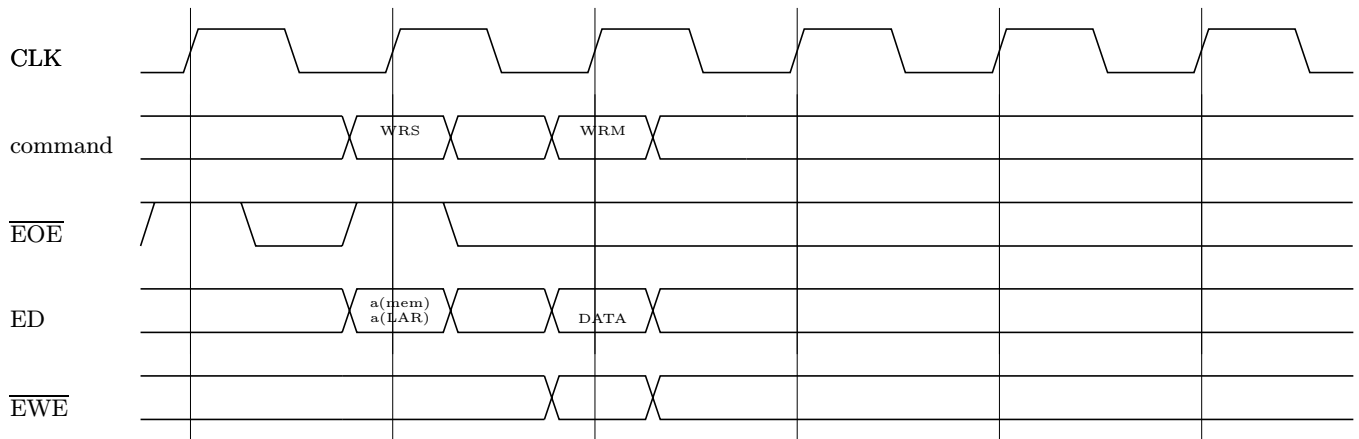 CLK
command
WRS
WRM
EOE
ED
a(mem)
a(LAR)
DATA
EWE